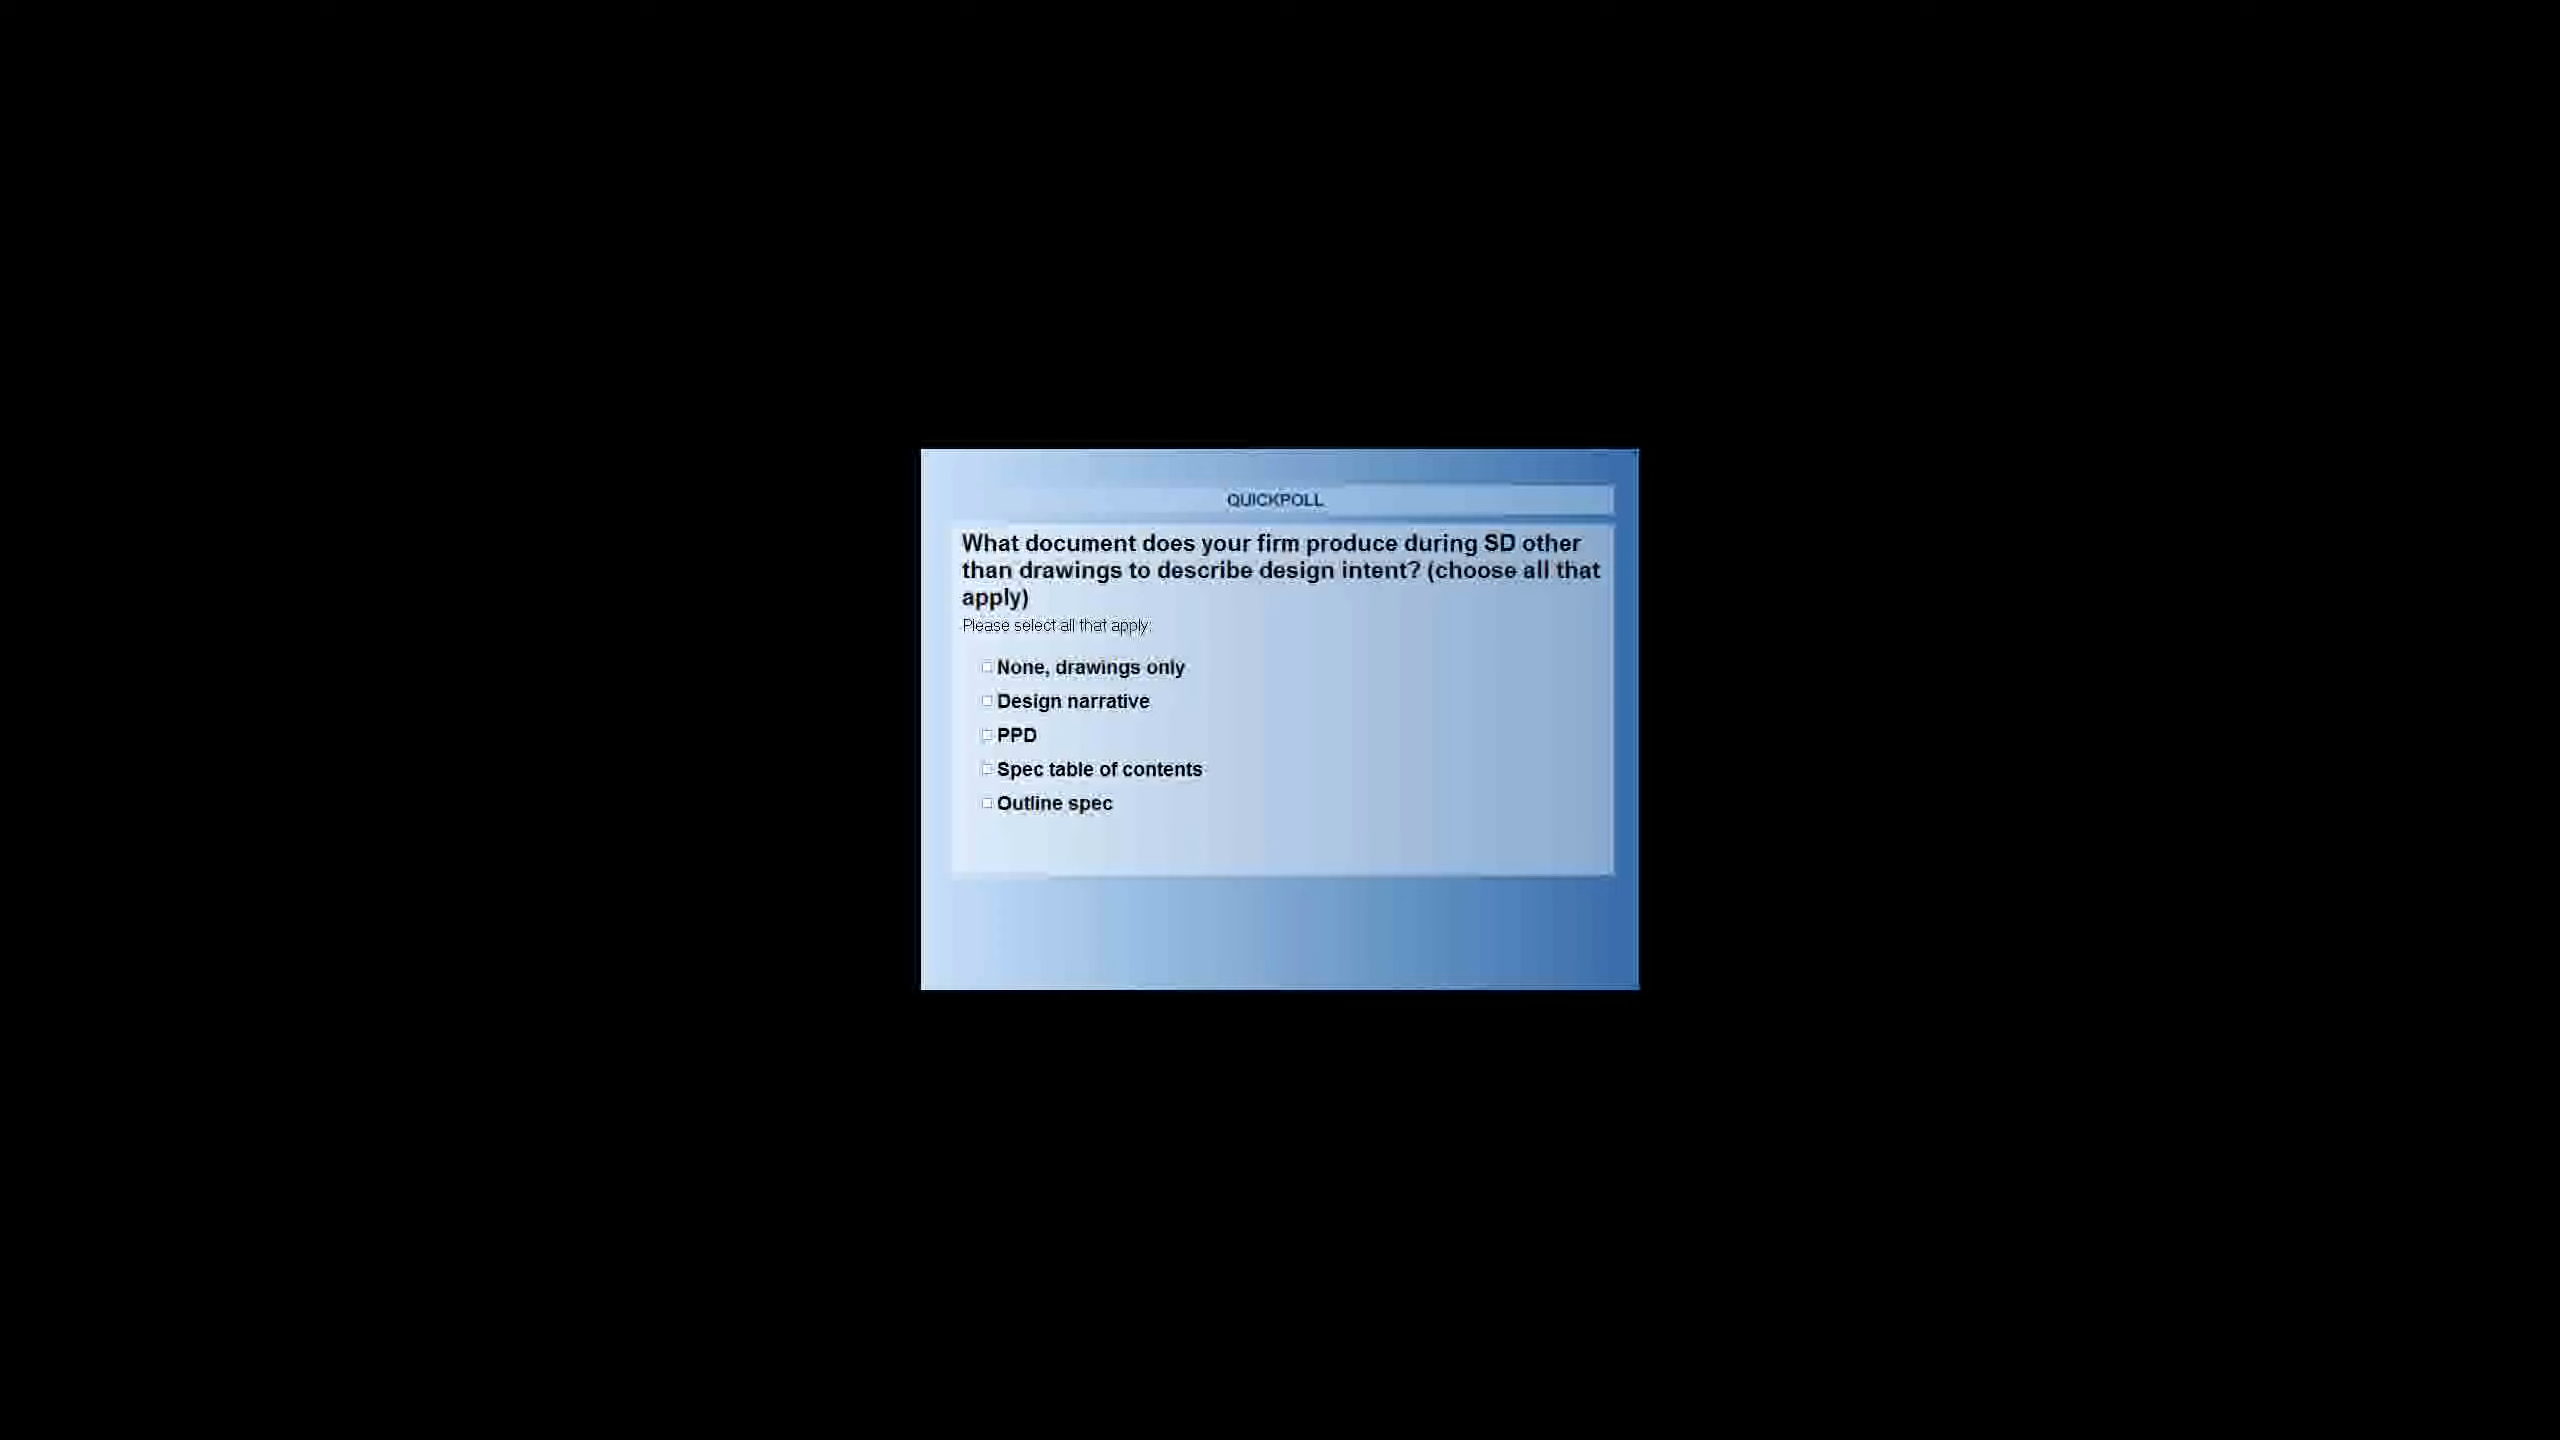 QUICKPOLL
What document does your firm produce during SD other
than drawings to describe design intent? (choose all that
apply)
Please select all that apply:
None, drawings only
Design narrative
PPD
Spec table of contents
Outline spec